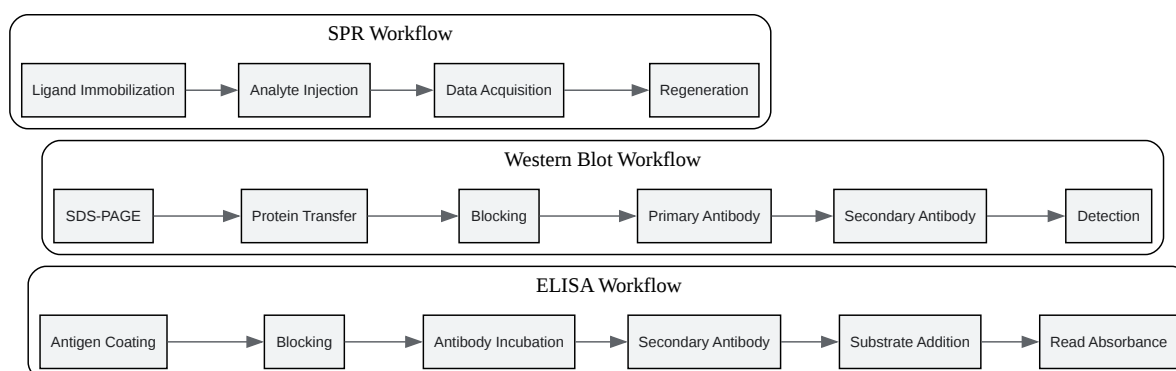 SPR Workflow
Ligand Immobilization Analyte Injection Data Acquisition Regeneration
Western Blot Workflow
SDS-PAGE Protein Transfer Blocking Primary Antibody Secondary Antibody Detection
ELISA Workflow
Antigen Coating Blocking Antibody Incubation Secondary Antibody Substrate Addition Read Absorbance